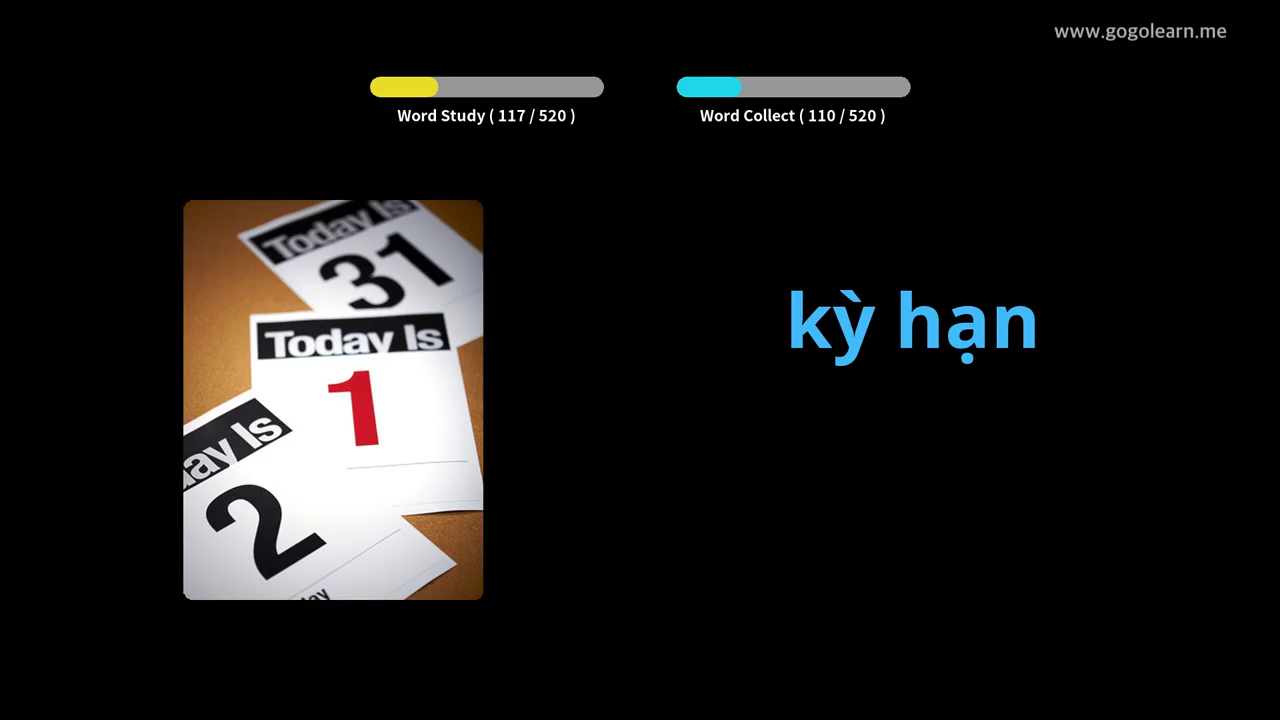 www.gogolearn.me
Word Study ( 117 / 520 )
Word Collect ( 110 / 520 )
Today Is
31
Today Is
1
ay Is
2
kỳ hạn